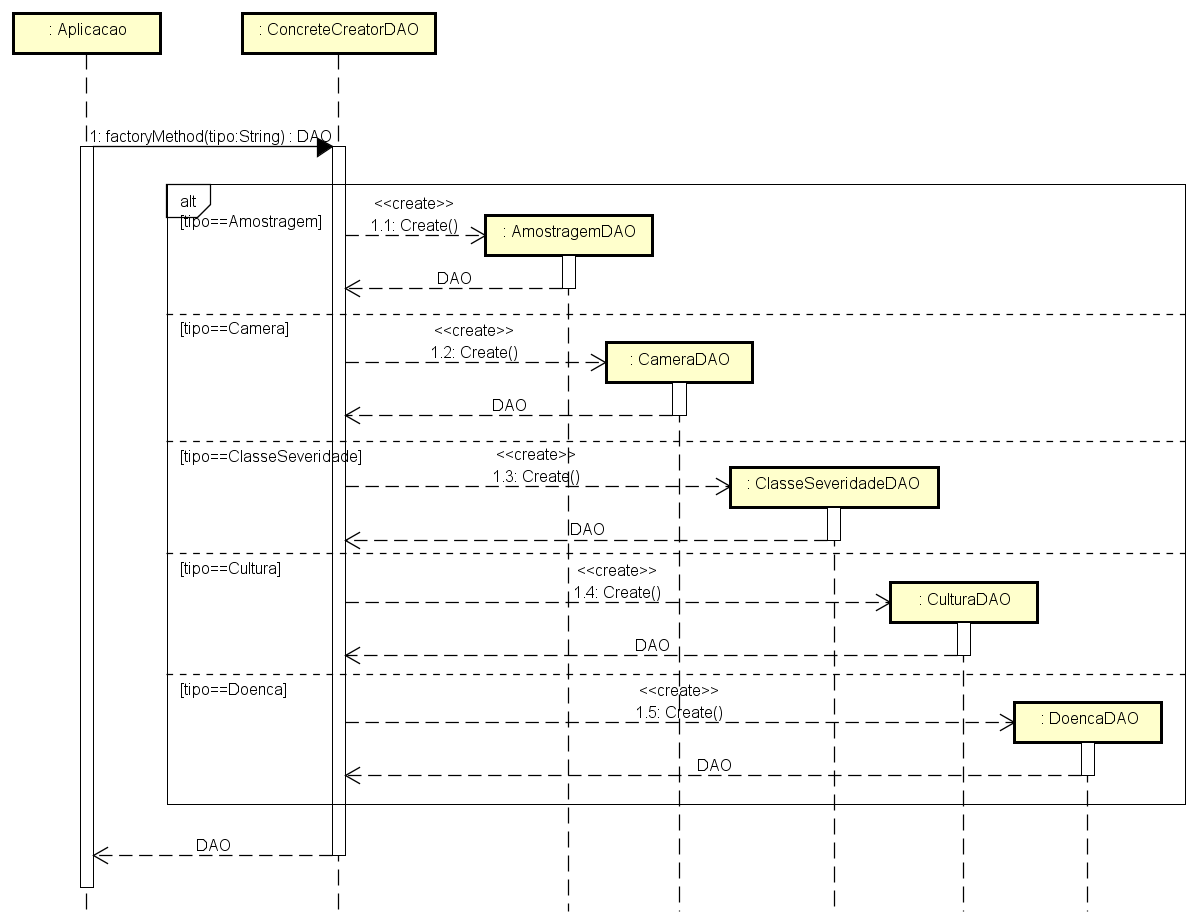 : Aplicacao
: ConcreteCreatorDAO
1: factoryMethod(tipo:String) : DAO
alt
[tipo==Amostragem]
<<create>>
1.1: Create()
: AmostragemDAO
DAO
[tipo==Camera]
<<create>>
1.2: Create()
: CameraDAO
DAO
[tipo==ClasseSeveridade]
<<create>>
1.3: Create()
: ClasseSeveridadeDAO
DAO
[tipo==Cultura]
<<create>>
1.4: Create()
: CulturaDAO
DAO
[tipo==Doenca]
<<create>>
1.5: Create()
: DoencaDAO
DAO
DAO